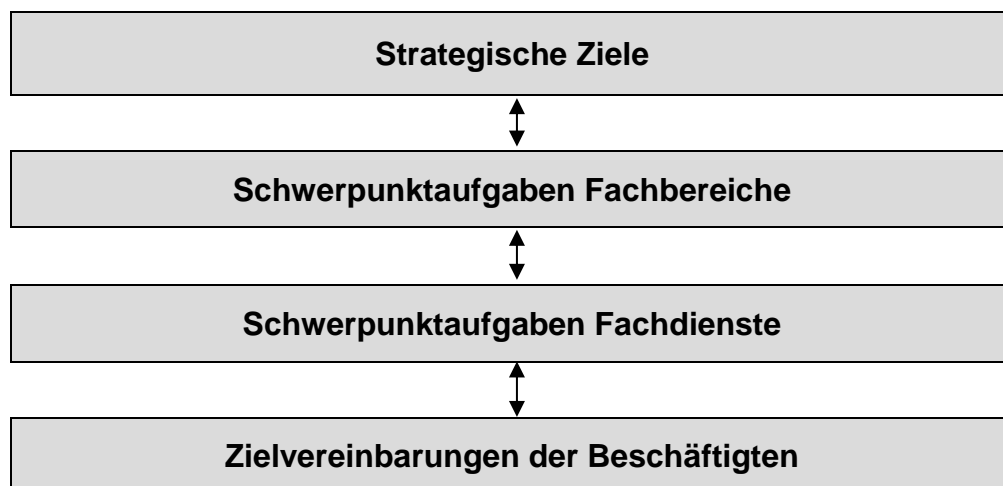 Strategische Ziele
Schwerpunktaufgaben Fachbereiche
Schwerpunktaufgaben Fachdienste
Zielvereinbarungen der Beschäftigten